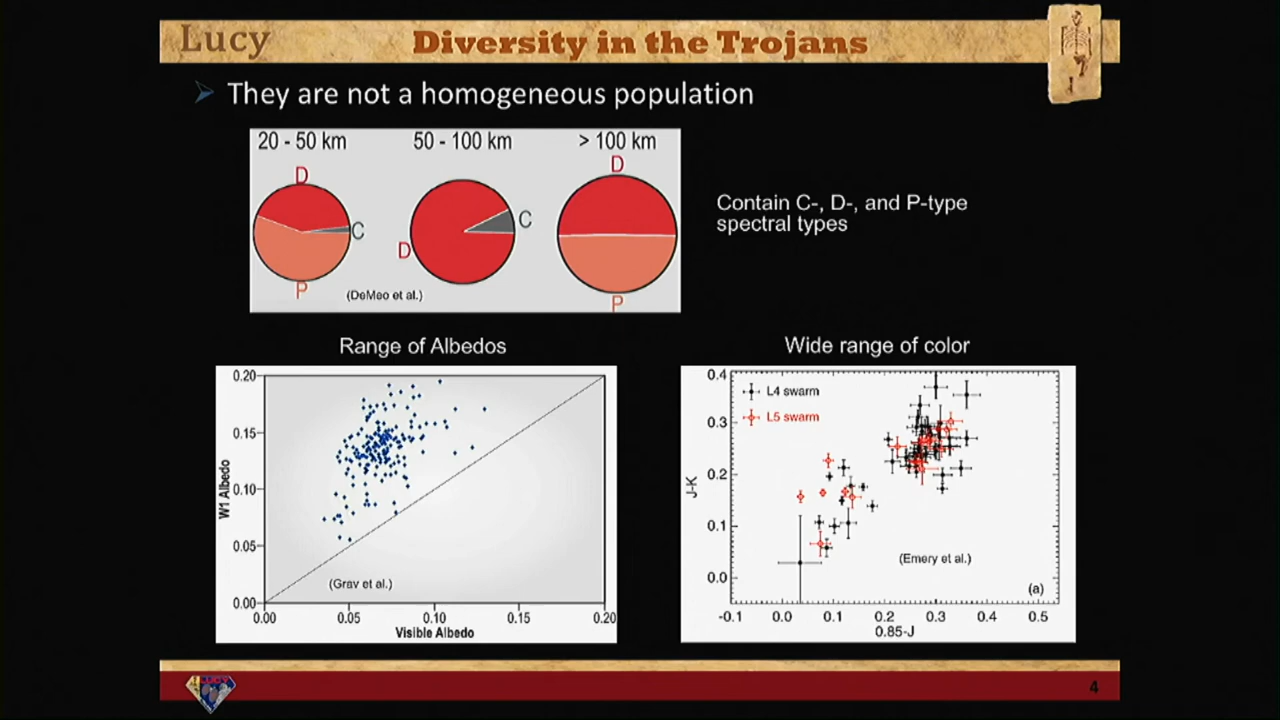 Lucy
Diversity in the Trojans
They are not a homogeneous population
20 - 50 km
50 - 100 km
> 100 km
D
D
C
C
D
P
P
(DeMeo et al.)
Contain C-, D-, and P-type
spectral types
Range of Albedos
Wide range of color
0.20
0.15
0.10
0.05
0.00
W1 Albedo
(Grav et al.)
0.00
0.05
0.10
0.15
0.20
Visible Albedo
0.4
0.3
0.2
0.1
0.0
J-K
L4 swarm
L5 swarm
(Emery et al.)
(a)
-0.1
0.0
0.1
0.2
0.3
0.4
0.5
0.85-J
LUCY
4